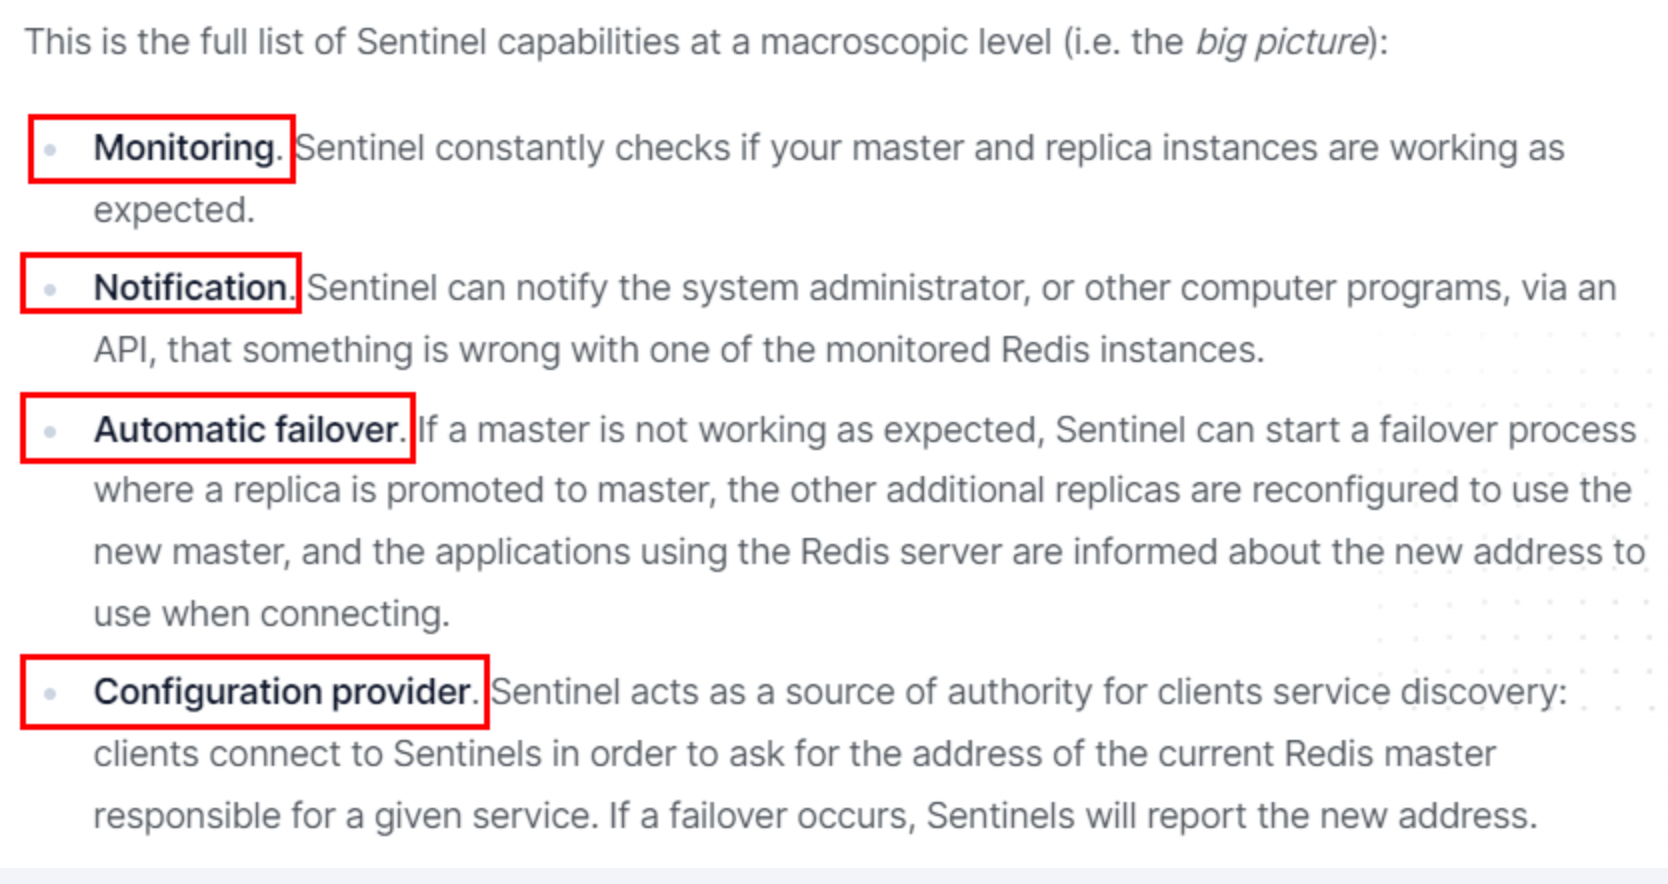 This is the full list of Sentinel capabilities at a macroscopic level (i.e. the big picture):
Monitoring. Sentinel constantly checks if your master and replica instances are working as
expected.
Notification. Sentinel can notify the system administrator, or other computer programs, via an
API, that something is wrong with one of the monitored Redis instances.
Automatic failover. If a master is not working as expected, Sentinel can start a failover process
where a replica is promoted to master, the other additional replicas are reconfigured to use the
new master, and the applications using the Redis server are informed about the new address to
use when connecting.
Configuration provider. Sentinel acts as a source of authority for clients service discovery:
clients connect to Sentinels in order to ask for the address of the current Redis master
responsible for a given service. If a failover occurs, Sentinels will report the new address.